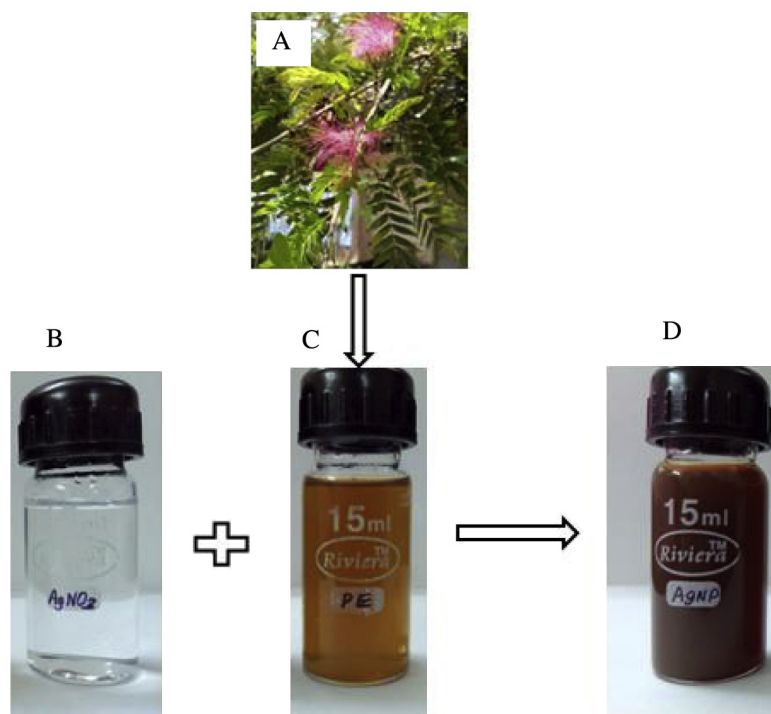 A
B
C
D
AgNO3
15ml
Riviera™
PE
15ml
Riviera™
AgNP